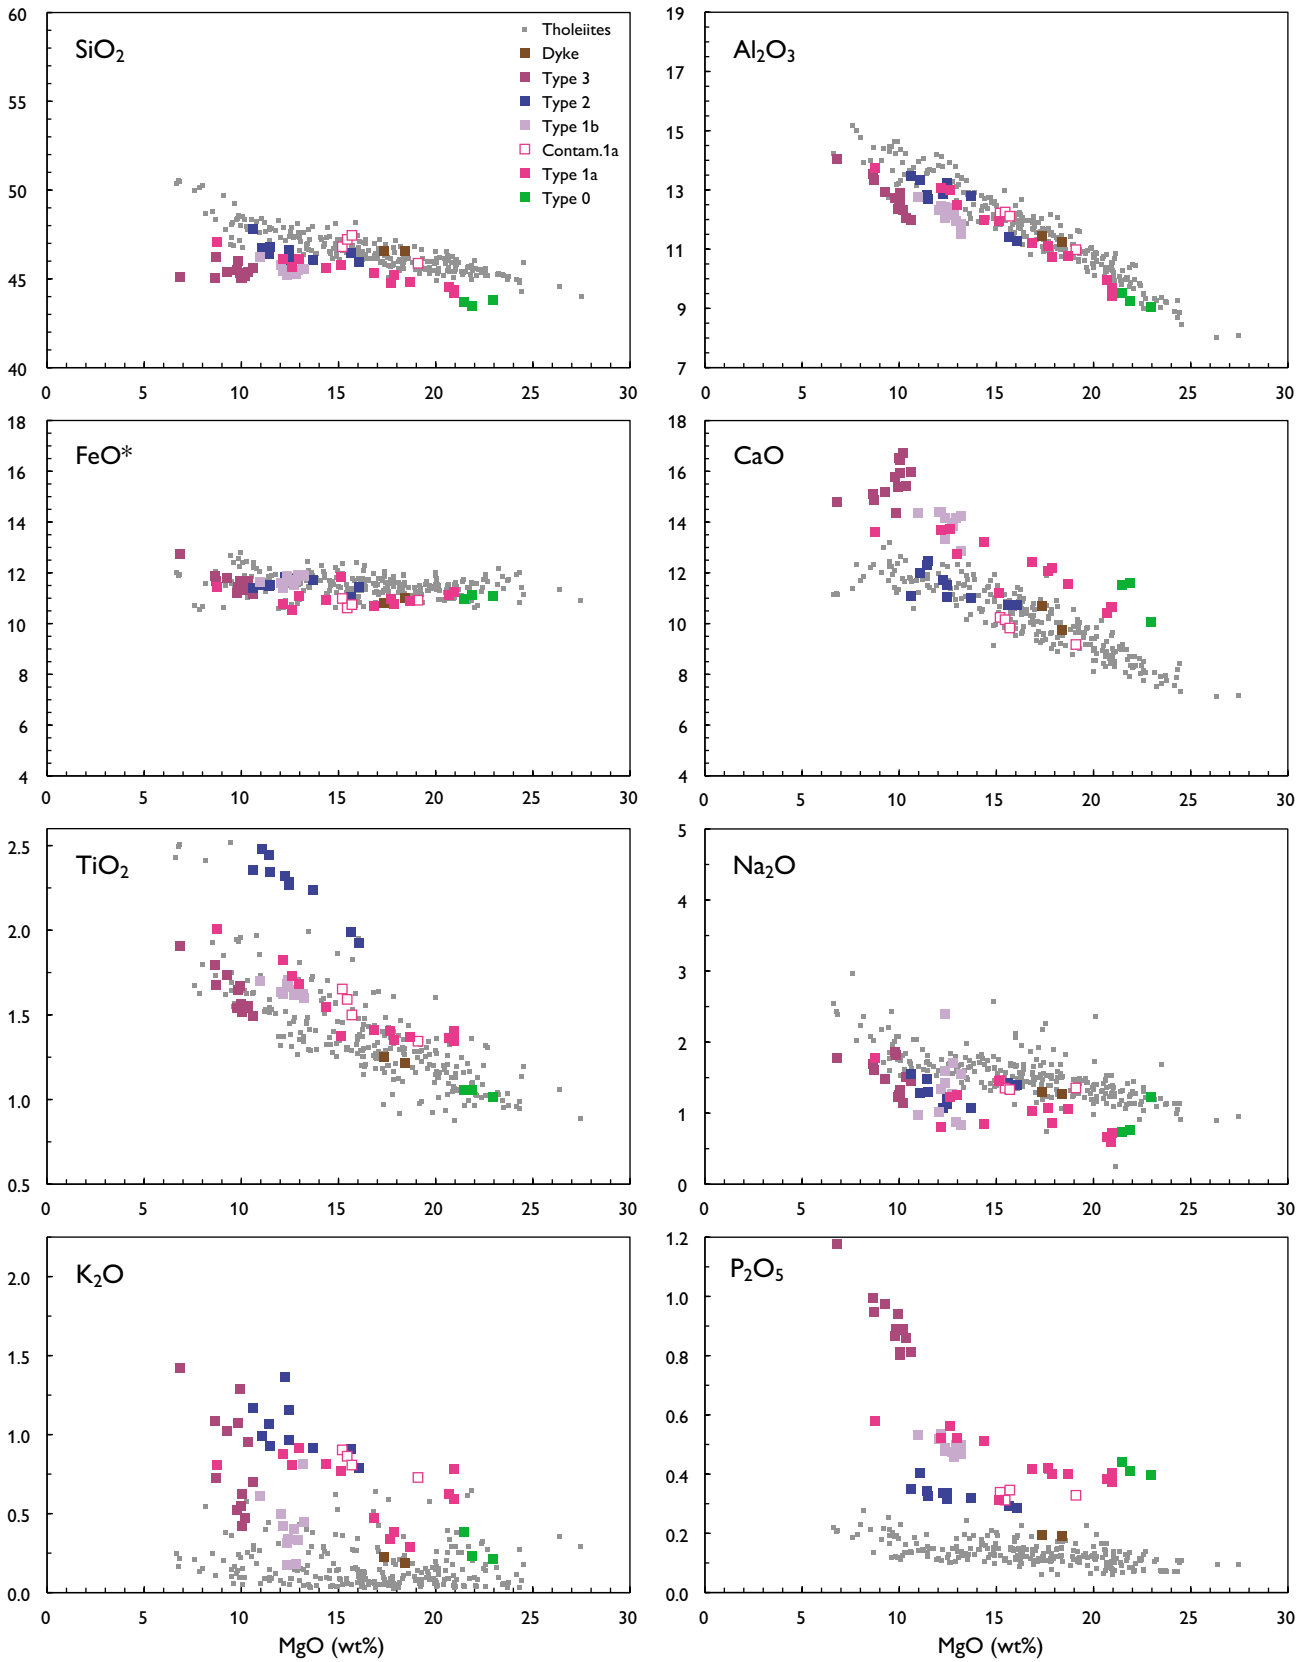 SiO₂
60
55
50
45
40
0 5 10 15 20 25 30
Tholeiites
Dyke
Type 3
Type 2
Type 1b
Contam.1a
Type 1a
Type 0
Al₂O₃
19
17
15
13
11
9
7
0 5 10 15 20 25 30
FeO*
18
16
14
12
10
8
6
4
0 5 10 15 20 25 30
CaO
18
16
14
12
10
8
6
4
0 5 10 15 20 25 30
TiO₂
2.5
2.0
1.5
1.0
0.5
0 5 10 15 20 25 30
Na₂O
5
4
3
2
1
0
0 5 10 15 20 25 30
K₂O
2.0
1.5
1.0
0.5
0.0
0 5 10 15 20 25 30
MgO (wt%)
P₂O₅
1.2
1.0
0.8
0.6
0.4
0.2
0.0
0 5 10 15 20 25 30
MgO (wt%)